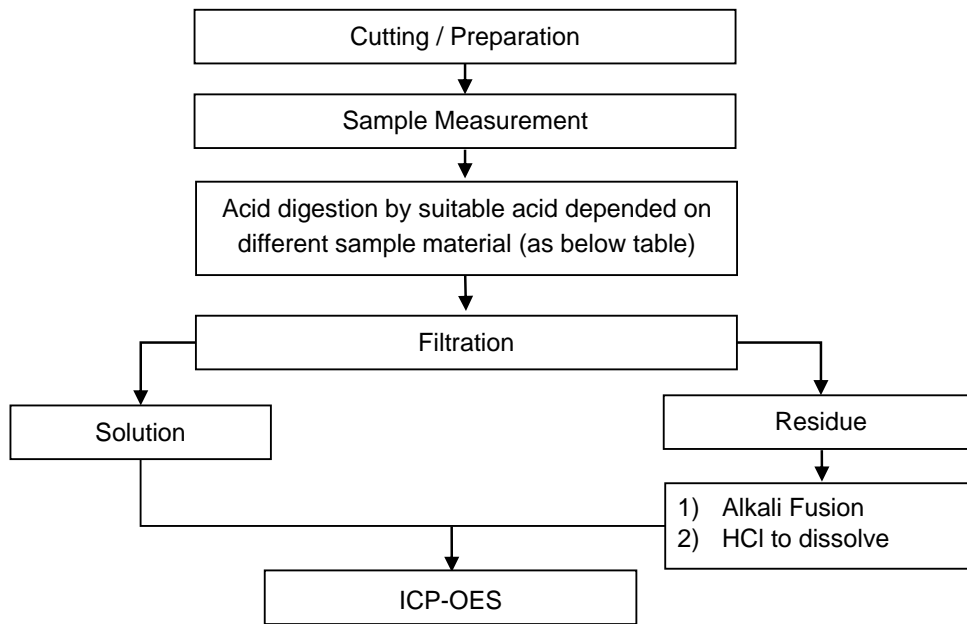 Cutting / Preparation
Sample Measurement
Acid digestion by suitable acid depended on
different sample material (as below table)
Filtration
Solution
Residue
1) Alkali Fusion
2) HCl to dissolve
ICP-OES